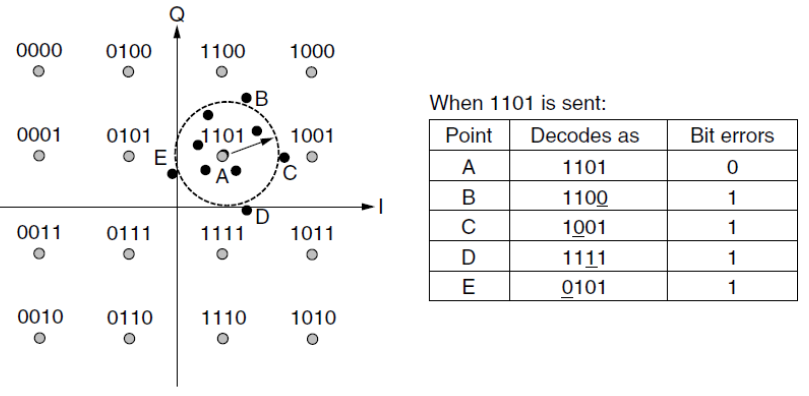 Q
0000 0100 1100 1000
B
0001 0101 1101 1001
E
A C
I
D
0011 0111 1111 1011
0010 0110 1110 1010
When 1101 is sent:
Point Decodes as Bit errors
A 1101 0
B 1100 1
C 1001 1
D 1111 1
E 0101 1